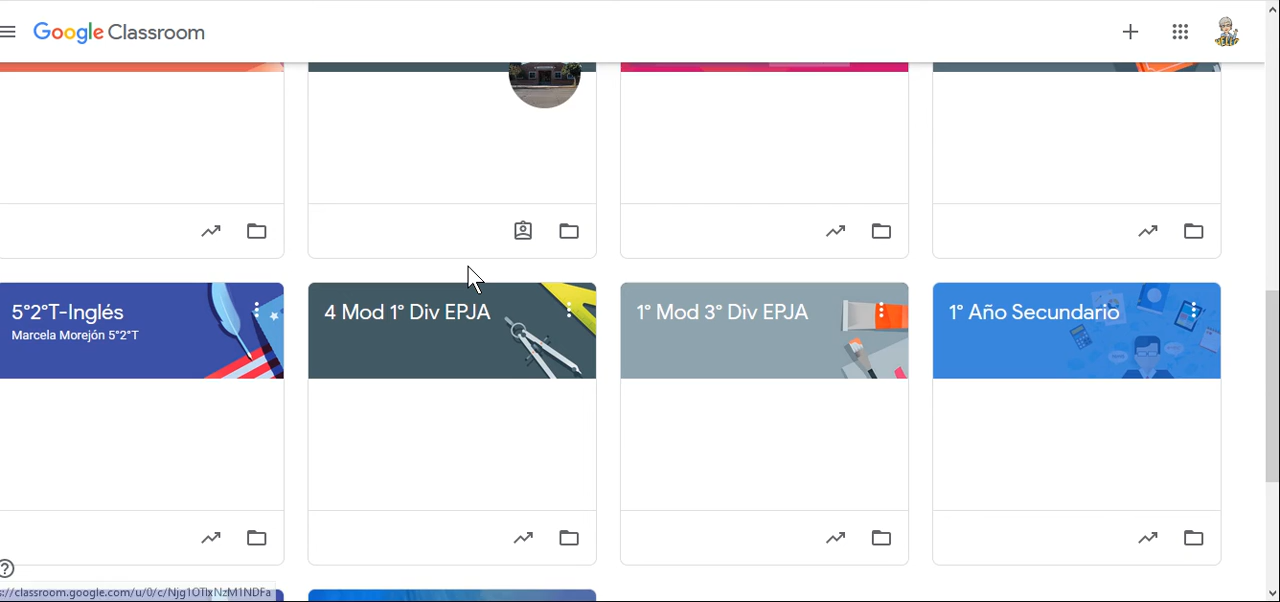 Google Classroom
5°2°T-Inglés
Marcela Morejón 5°2°T
4 Mod 1° Div EPJA
1° Mod 3° Div EPJA
1° Año Secundario